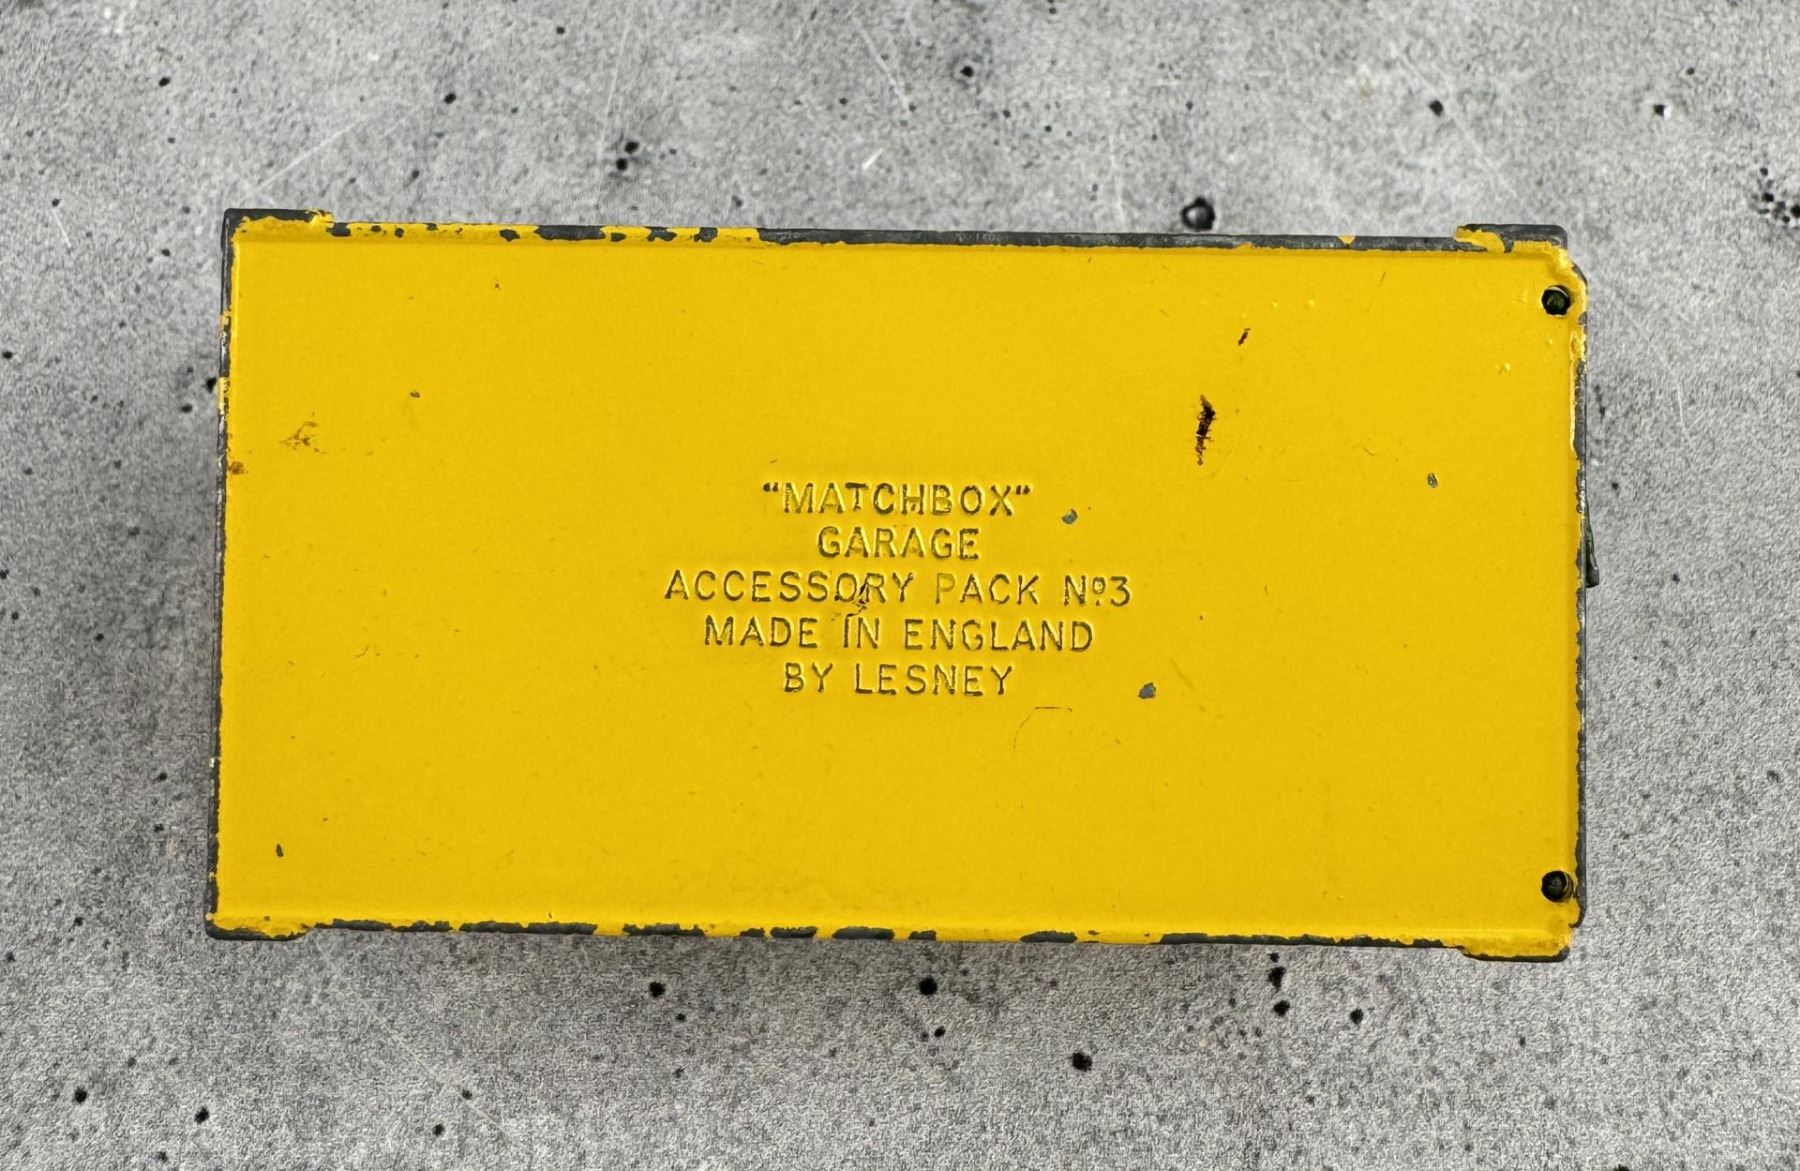 “MATCHBOX“
GARAGE
ACCESSORY PACK Nº3
MADE IN ENGLAND
BY LESNEY